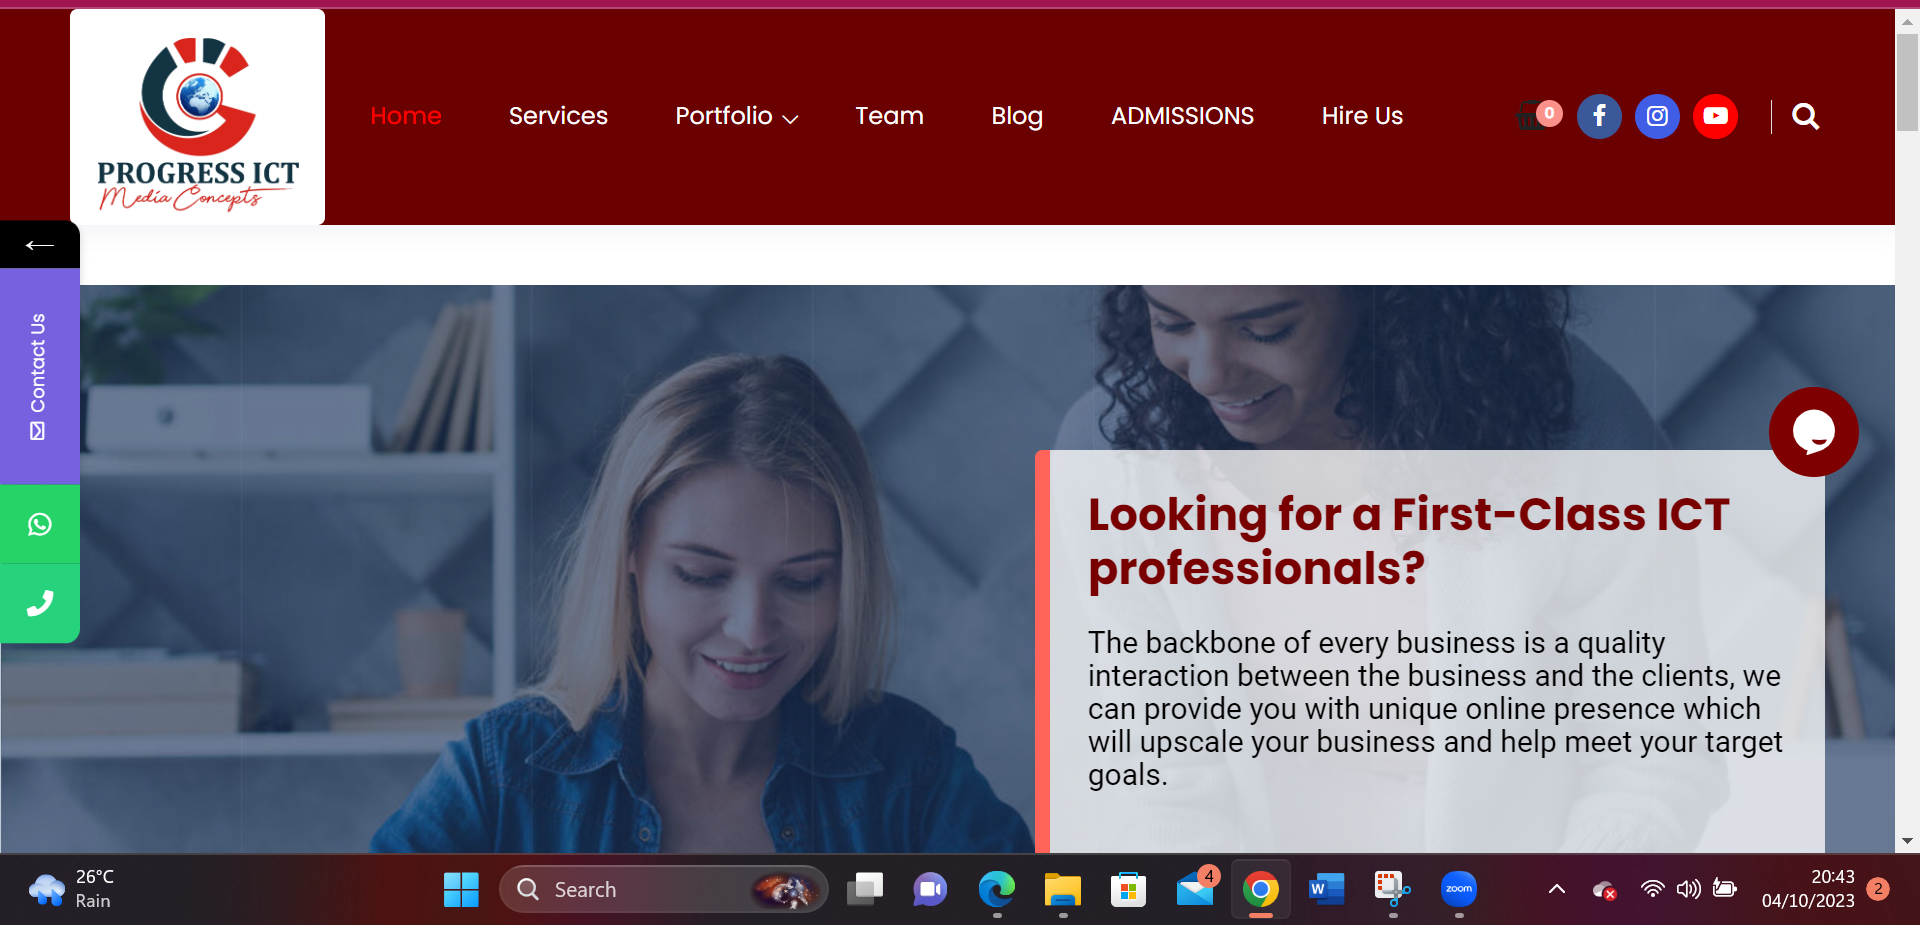 PROGRESS ICT
Media Concepts
Home
Services
Portfolio
Team
Blog
ADMISSIONS
Hire Us
0
Contact Us
Looking for a First-Class ICT
professionals?
The backbone of every business is a quality
interaction between the business and the clients, we
can provide you with unique online presence which
will upscale your business and help meet your target
goals.
26°C
Rain
Search
4
W
zoom
20:43
04/10/2023
2